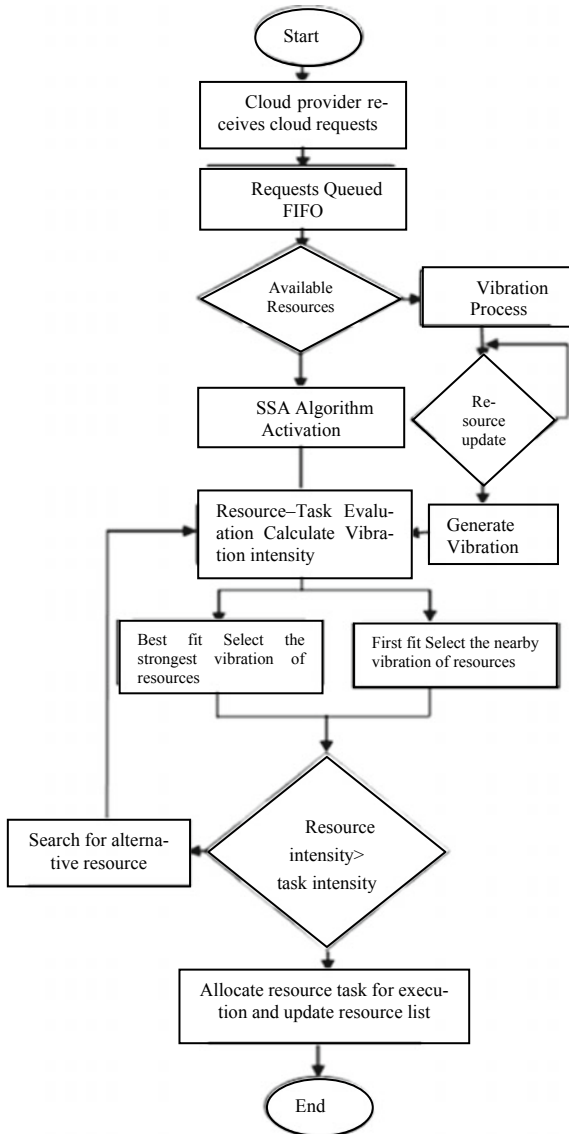 Start
Cloud provider re-
ceives cloud requests
Requests Queued
FIFO
Available
Resources
Vibration
Process
SSA Algorithm
Activation
Re-
source
update
Resource–Task Evalu-
ation Calculate Vibra-
tion intensity
Generate
Vibration
Best fit Select the
strongest vibration of
resources
First fit Select the nearby
vibration of resources
Search for alterna-
tive resource
Resource
intensity>
task intensity
Allocate resource task for execu-
tion and update resource list
End